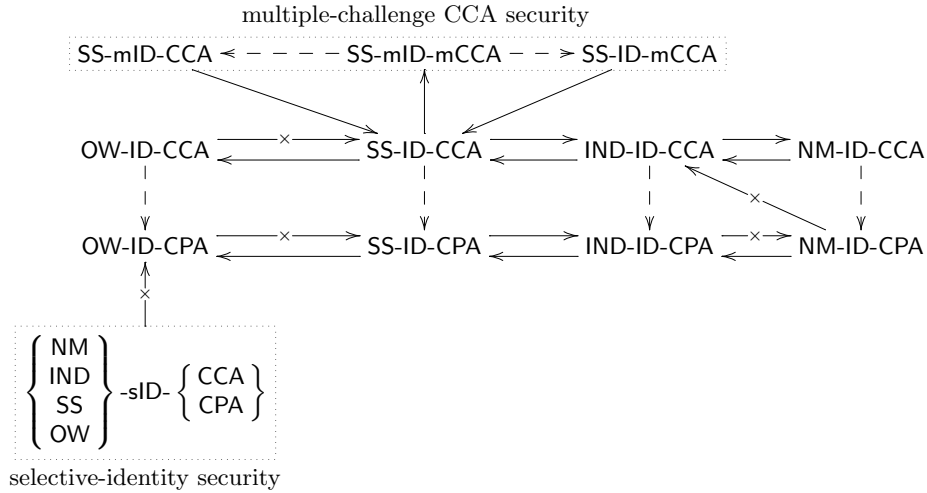 multiple-challenge CCA security
SS-mID-CCA SS-mID-mCCA SS-ID-mCCA
OW-ID-CCA × SS-ID-CCA IND-ID-CCA NM-ID-CCA
×
OW-ID-CPA × SS-ID-CPA IND-ID-CPA × NM-ID-CPA
×
NM
IND CCA
-sID-
SS CPA
OW
selective-identity security